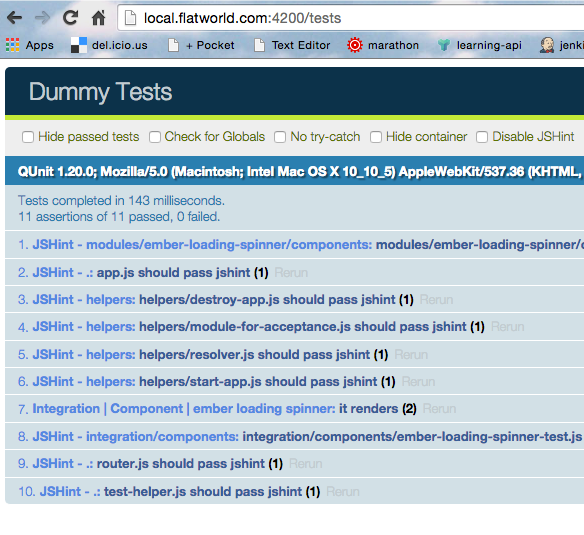 local.flatworld.com:4200/tests
Apps del.icio.us + Pocket Text Editor marathon learning-api
Dummy Tests
Hide passed tests Check for Globals No try-catch Hide container Disable JSHint
QUnit 1.20.0; Mozilla/5.0 (Macintosh; Intel Mac OS X 10_10_5) AppleWebKit/537.36 (KHTML,
Tests completed in 143 milliseconds.
11 assertions of 11 passed, 0 failed.
1. JSHint - modules/ember-loading-spinner/components: modules/ember-loading-spinner/
2. JSHint - .: app.js should pass jshint (1) Rerun
3. JSHint - helpers: helpers/destroy-app.js should pass jshint (1) Rerun
4. JSHint - helpers: helpers/module-for-acceptance.js should pass jshint (1) Rerun
5. JSHint - helpers: helpers/resolver.js should pass jshint (1) Rerun
6. JSHint - helpers: helpers/start-app.js should pass jshint (1) Rerun
7. Integration | Component | ember loading spinner: it renders (2) Rerun
8. JSHint - integration/components: integration/components/ember-loading-spinner-test.js
9. JSHint - .: router.js should pass jshint (1) Rerun
10. JSHint - .: test-helper.js should pass jshint (1) Rerun